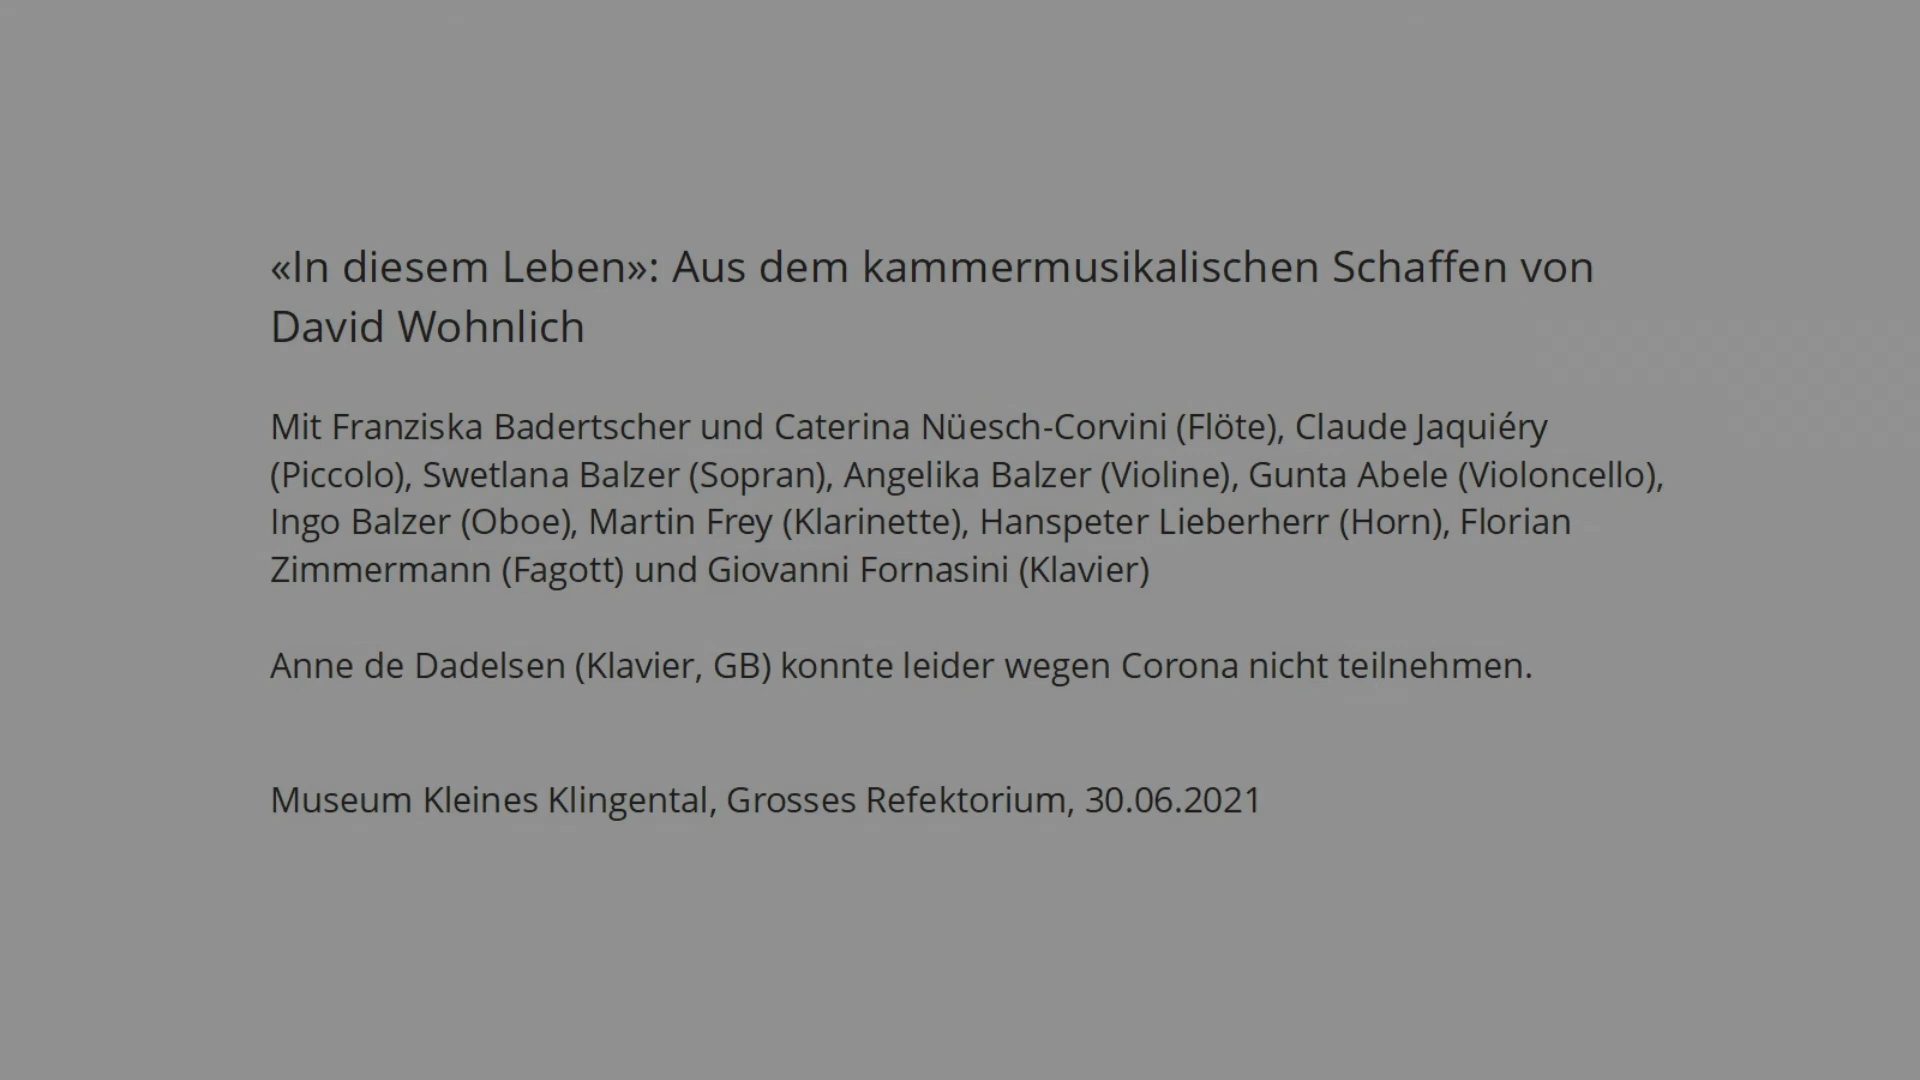 «In diesem Leben»: Aus dem kammermusikalischen Schaffen von
David Wohnlich
Mit Franziska Badertscher und Caterina Nüesch-Corvini (Flöte), Claude Jaquiéry
(Piccolo), Swetlana Balzer (Sopran), Angelika Balzer (Violine), Gunta Abele (Violoncello),
Ingo Balzer (Oboe), Martin Frey (Klarinette), Hanspeter Lieberherr (Horn), Florian
Zimmermann (Fagott) und Giovanni Fornasini (Klavier)
Anne de Dadelsen (Klavier, GB) konnte leider wegen Corona nicht teilnehmen.
Museum Kleines Klingental, Grosses Refektorium, 30.06.2021